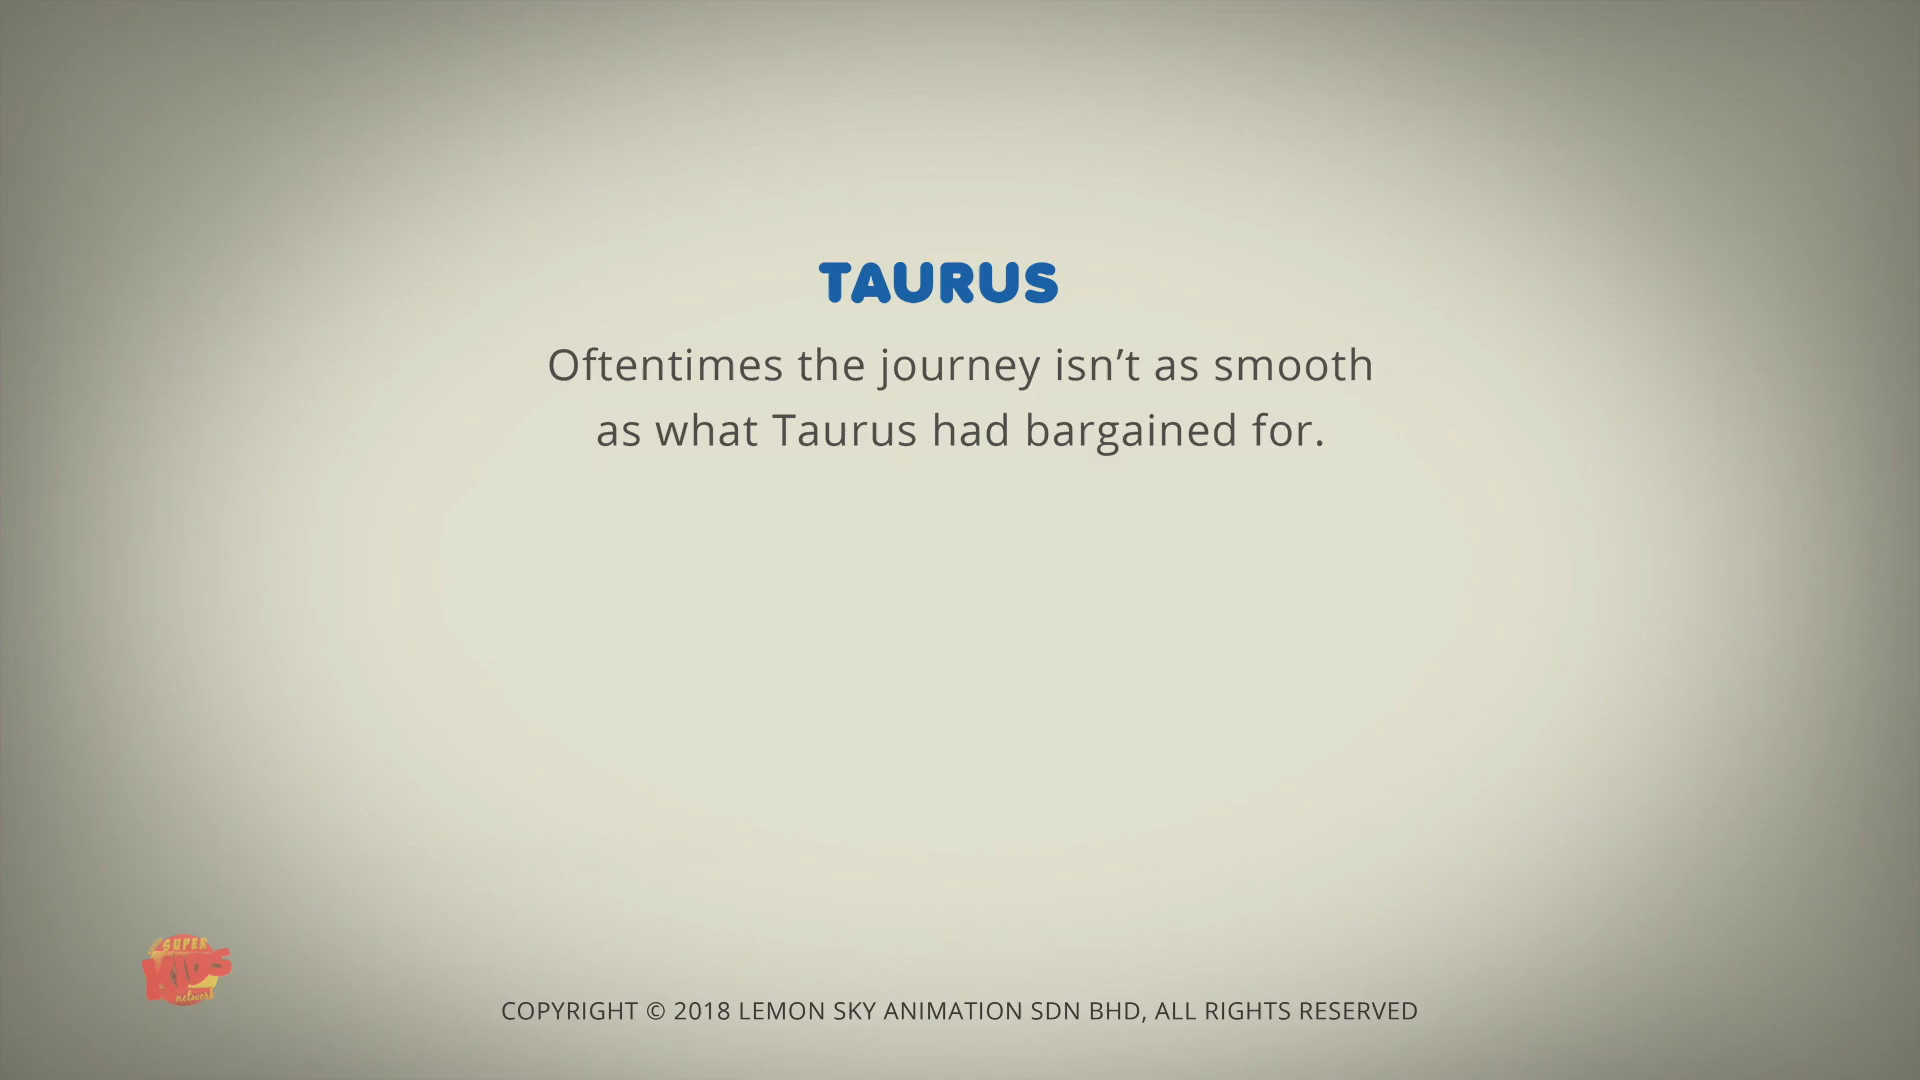 TAURUS
Oftentimes the journey isn’t as smooth
as what Taurus had bargained for.
SUPER
KIDS
network
COPYRIGHT © 2018 LEMON SKY ANIMATION SDN BHD, ALL RIGHTS RESERVED